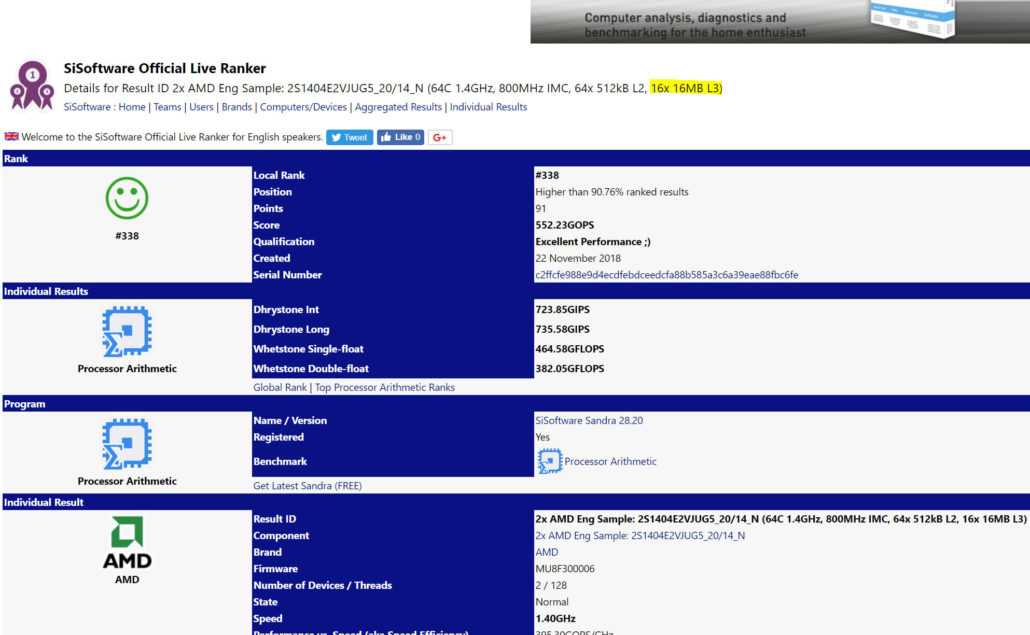 Computer analysis, diagnostics and
benchmarking for the home enthusiast
SiSoftware Official Live Ranker
Details for Result ID 2x AMD Eng Sample: 2S1404E2VJUG5_20/14_N (64C 1.4GHz, 800MHz IMC, 64x 512kB L2, 16x 16MB L3)
SiSoftware : Home | Teams | Users | Brands | Computers/Devices | Aggregated Results | Individual Results
Welcome to the SiSoftware Official Live Ranker for English speakers. Tweet Like 0 G+
Rank
Local Rank #338
Position Higher than 90.76% ranked results
Points 91
Score 552.23GOPS
#338
Qualification Excellent Performance ;)
Created 22 November 2018
Serial Number c2ffcfe988e9d4ecdfebdceedcfa88b585a3c6a39eae88fbc6fe
Individual Results
Dhrystone Int 723.85GIPS
Dhrystone Long 735.58GIPS
Whetstone Single-float 464.58GFLOPS
Processor Arithmetic Whetstone Double-float 382.05GFLOPS
Global Rank | Top Processor Arithmetic Ranks
Program
Name / Version SiSoftware Sandra 28.20
Registered Yes
Benchmark Processor Arithmetic
Processor Arithmetic
Get Latest Sandra (FREE)
Individual Result
Result ID 2x AMD Eng Sample: 2S1404E2VJUG5_20/14_N (64C 1.4GHz, 800MHz IMC, 64x 512kB L2, 16x 16MB L3)
Component 2x AMD Eng Sample: 2S1404E2VJUG5_20/14_N
Brand AMD
AMD
Firmware MU8F300006
AMD
Number of Devices / Threads 2 / 128
State Normal
Speed 1.40GHz
Performance vs. Speed (aka Speed Efficiency) 395.30GOPS/GHz